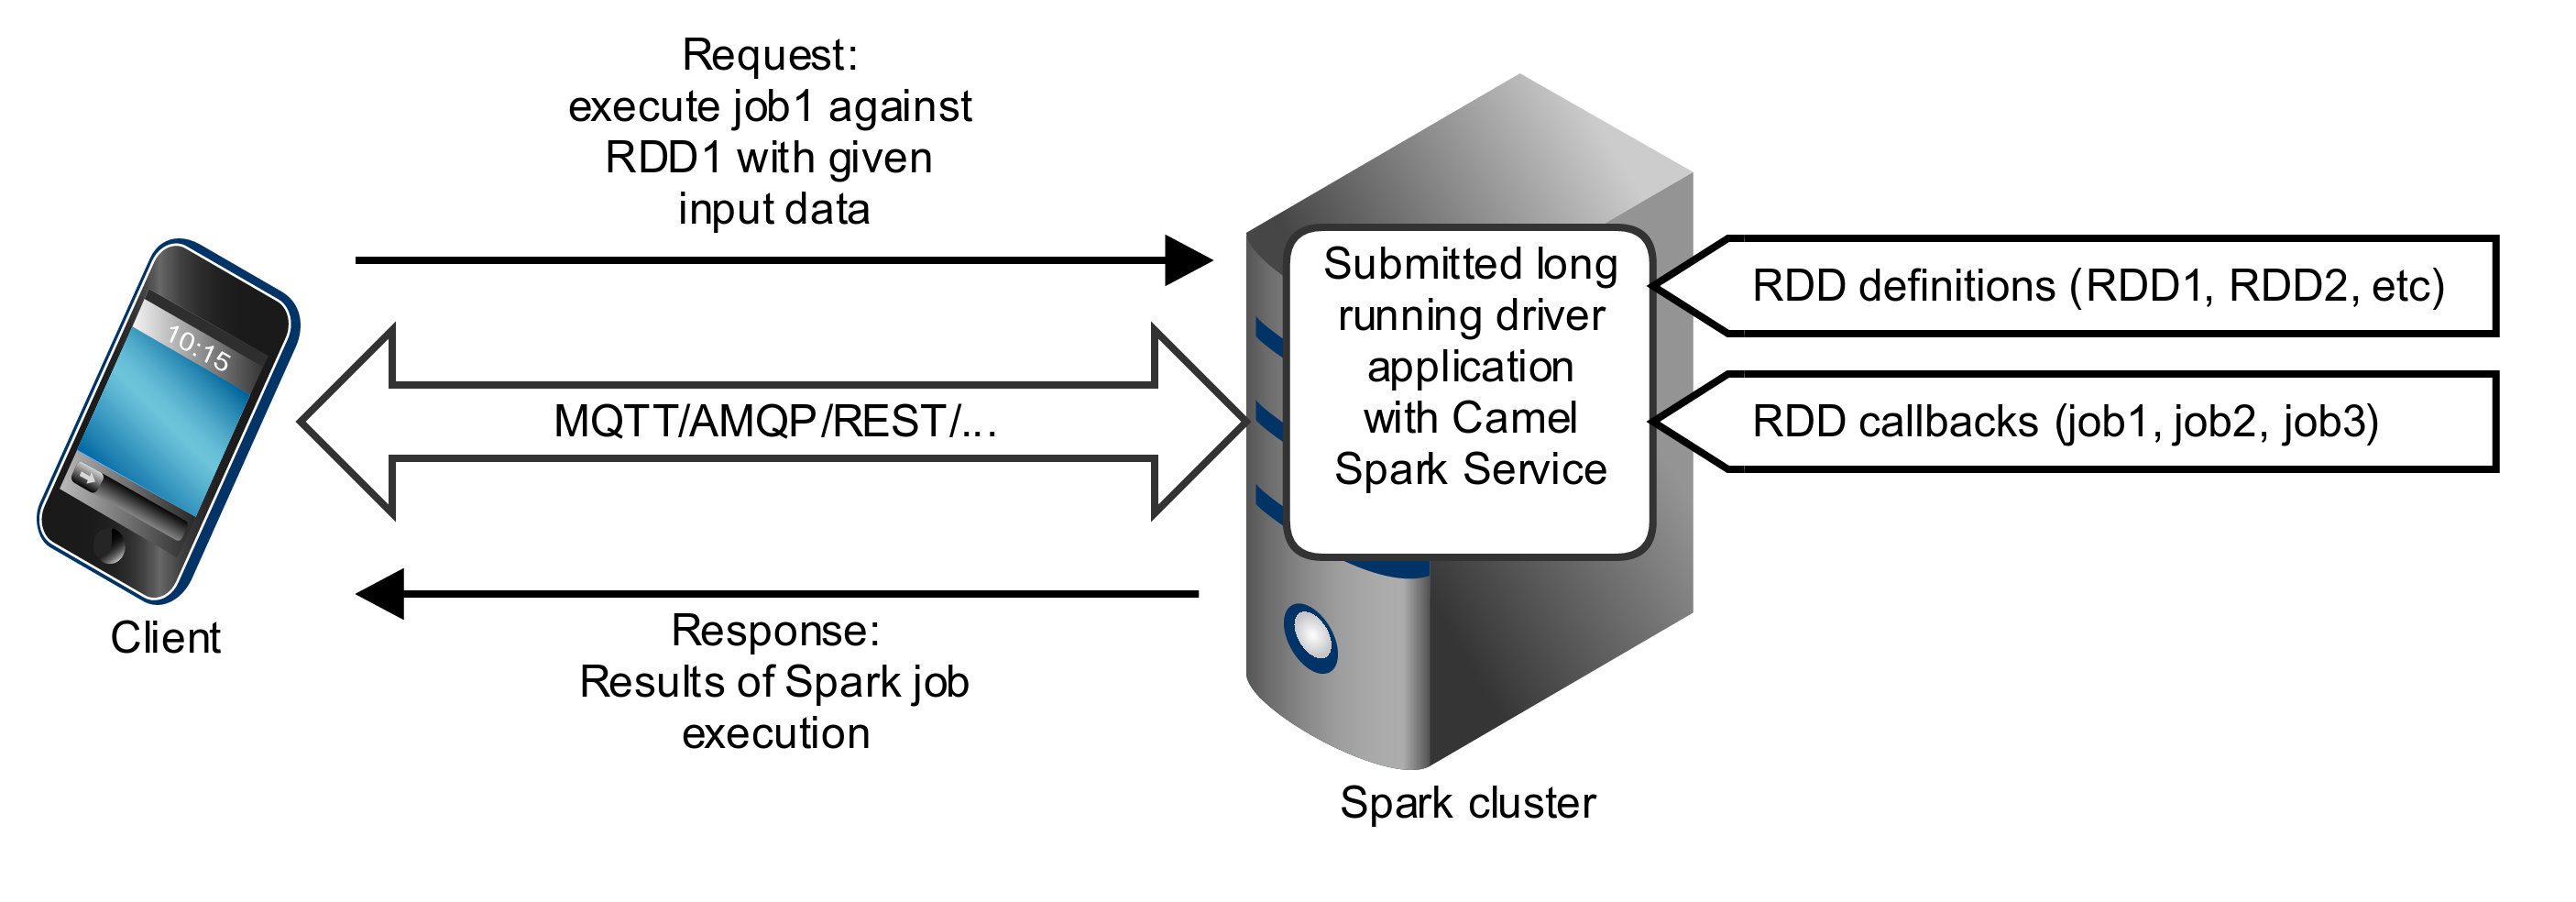 Request:
execute job1 against
RDD1 with given
input data
10:15
Client
MQTT/AMQP/REST/...
Response:
Results of Spark job
execution
Submitted long
running driver
application
with Camel
Spark Service
Spark cluster
RDD definitions (RDD1, RDD2, etc)
RDD callbacks (job1, job2, job3)